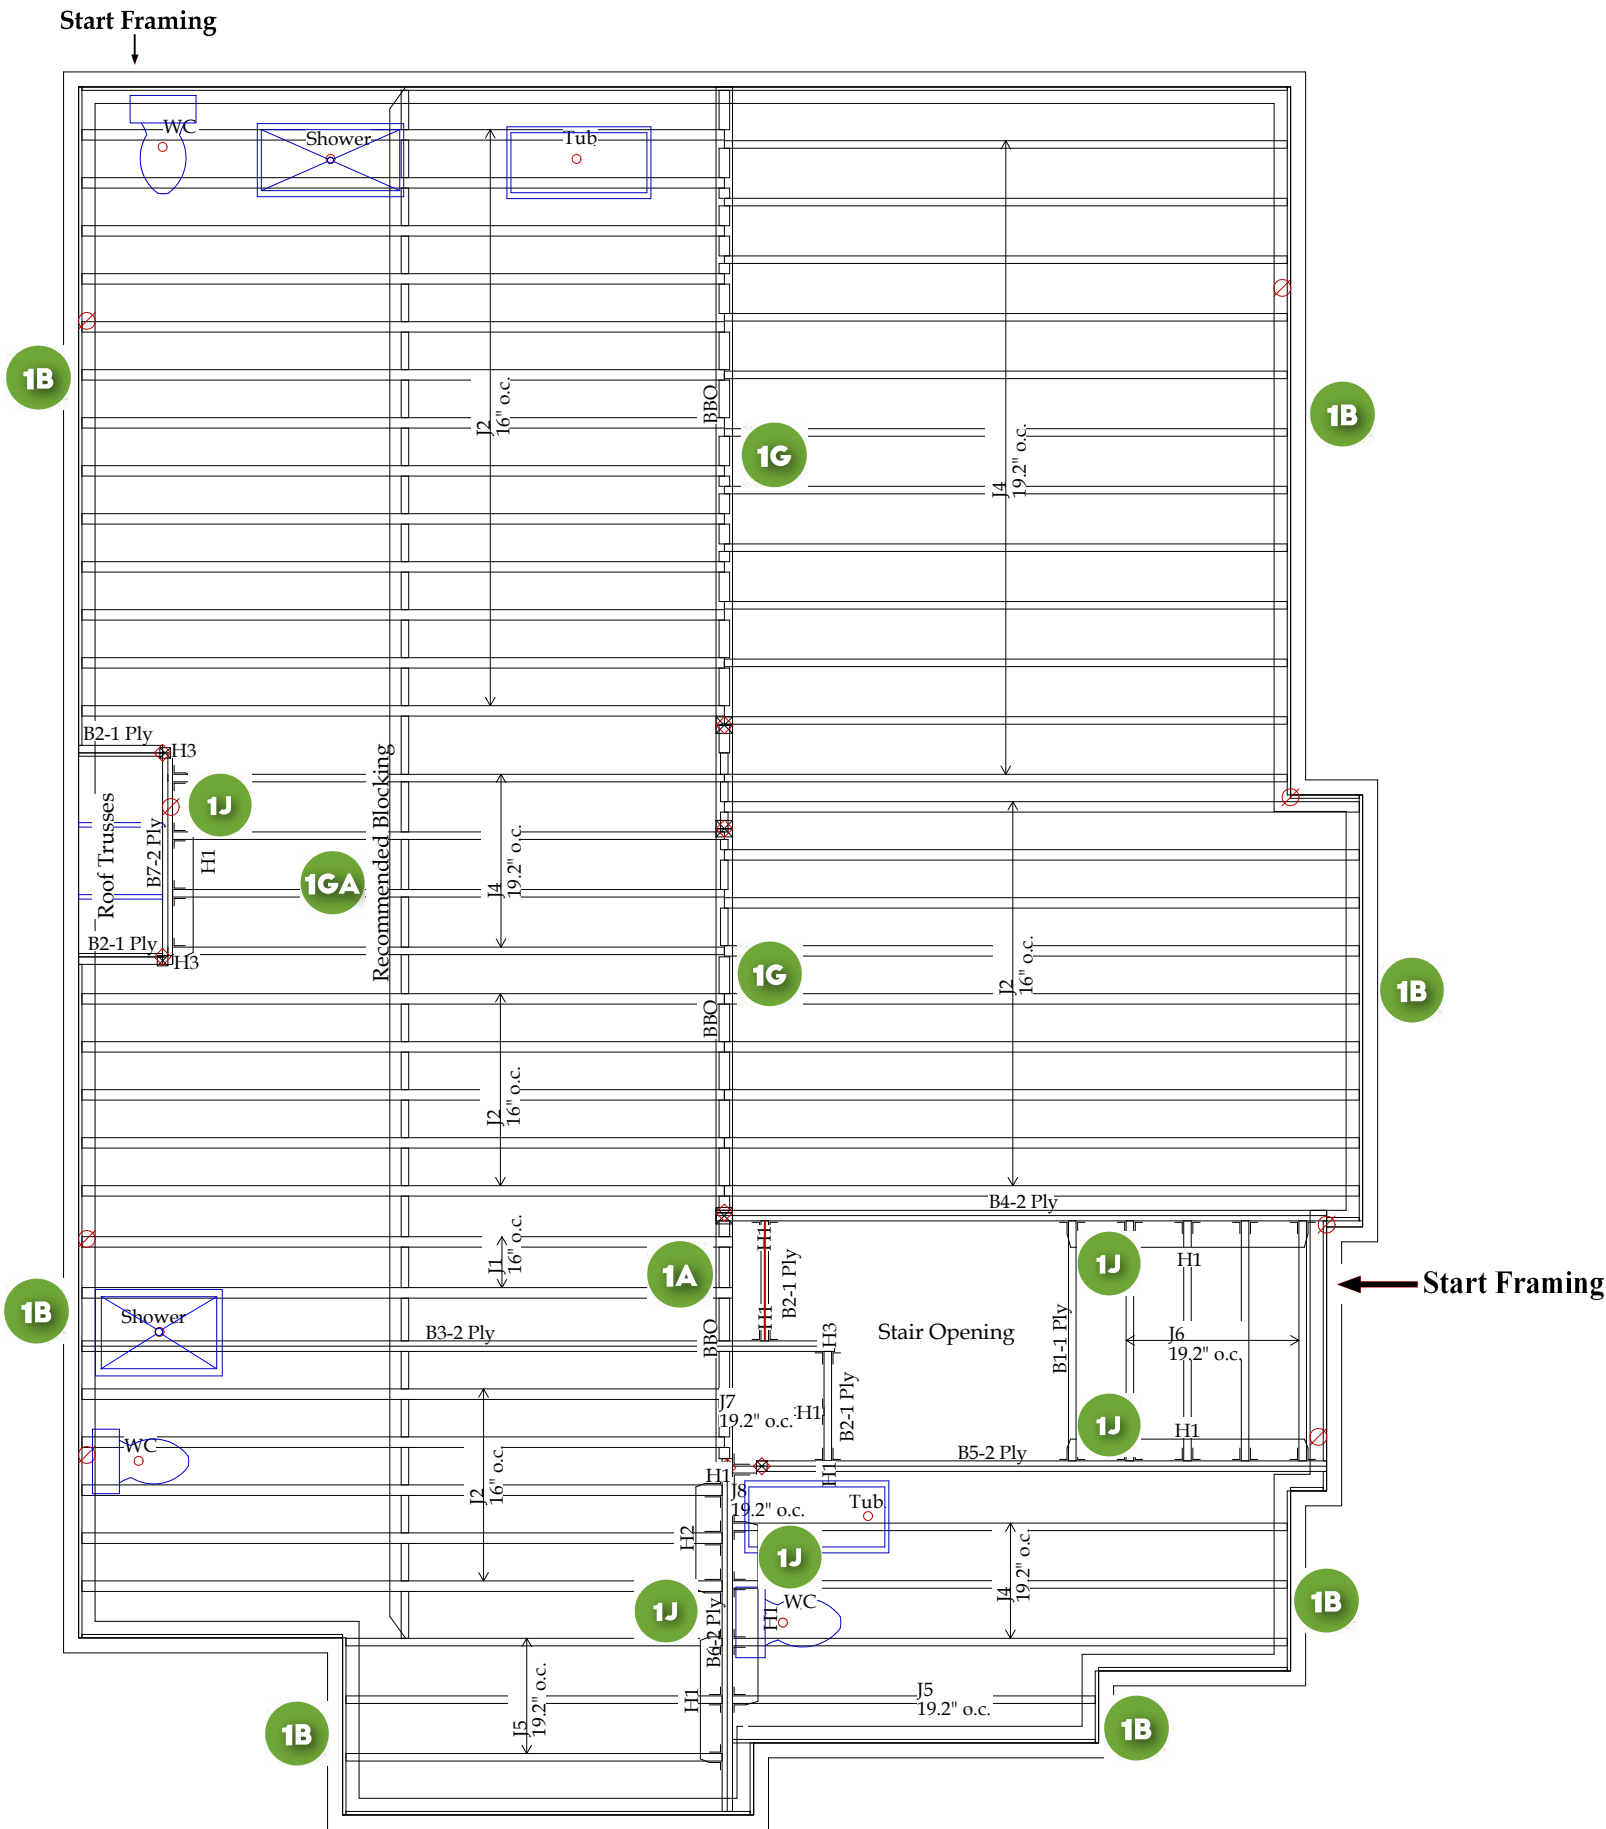 Start Framing
WC
Shower
Tub
1B
J2
16" o.c.
BBO
1G
J4
19.2" o.c.
1B
B2-1 Ply
H3
1J
Roof Trusses
B7-2 Ply
H1
1GA
Recommended Blocking
J4
19.2" o.c.
B2-1 Ply
H3
J2
16" o.c.
1G
BBO
J2
16" o.c.
1B
B4-2 Ply
J1
16" o.c.
1A
H1
B2-1 Ply
H1
1J
H1
Start Framing
1B
Shower
B3-2 Ply
BBO
H3
Stair Opening
B1-1 Ply
J6
19.2" o.c.
J7
19.2" o.c.
H1
B2-1 Ply
1J
H1
WC
J2
16" o.c.
H1
H1
B5-2 Ply
J8
19.2" o.c.
Tub
H2
1J
J4
19.2" o.c.
1J
B6-2 Ply
H1
WC
1B
H1
J5
19.2" o.c.
J5
19.2" o.c.
1B
1B